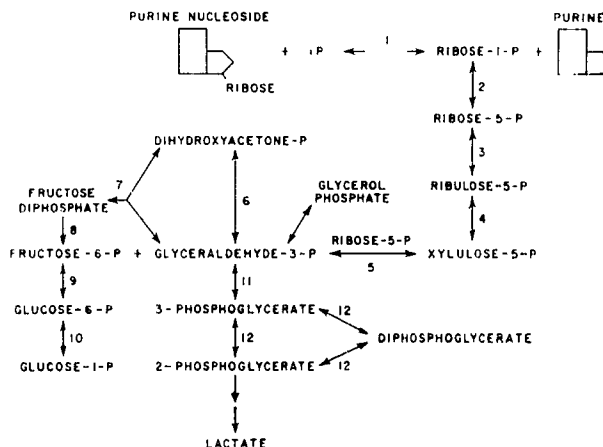 PURINE NUCLEOSIDE
PURINE
+ iP 1 RIBOSE-1-P +
RIBOSE
2
RIBOSE-5-P
3
DIHYDROXYACETONE-P
7
FRUCTOSE
DIPHOSPHATE
6
GLYCEROL
PHOSPHATE
RIBULOSE-5-P
8
4
RIBOSE-5-P
FRUCTOSE-6-P + GLYCERALDEHYDE-3-P
5
XYLULOSE-5-P
9
11
GLUCOSE-6-P
3-PHOSPHOGLYCERATE
12
10
12
DIPHOSPHOGLYCERATE
GLUCOSE-1-P
2-PHOSPHOGLYCERATE
12
LACTATE